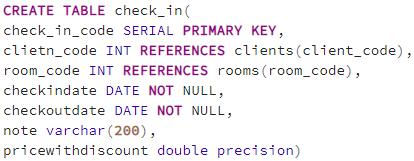 CREATE TABLE check_in(
check_in_code SERIAL PRIMARY KEY,
clietn_code INT REFERENCES clients(client_code),
room_code INT REFERENCES rooms(room_code),
checkindate DATE NOT NULL,
checkoutdate DATE NOT NULL,
note varchar(200),
pricewithdiscount double precision)